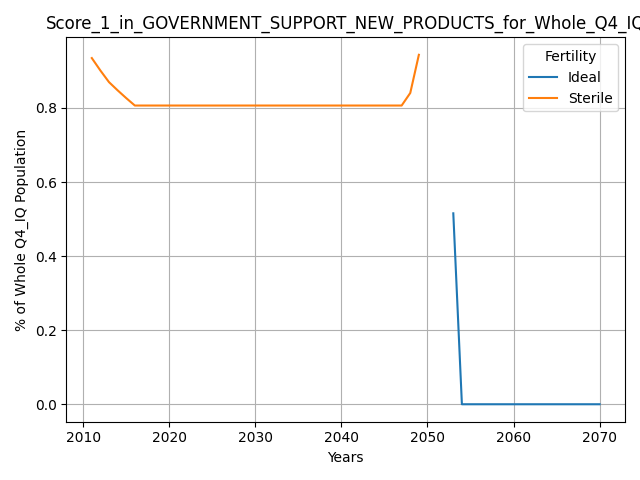 Score_1_in_GOVERNMENT_SUPPORT_NEW_PRODUCTS_for_Whole_Q4_IQ
Fertility
Ideal
Sterile
% of Whole Q4_IQ Population
0.8
0.6
0.4
0.2
0.0
2010 2020 2030 2040 2050 2060 2070
Years